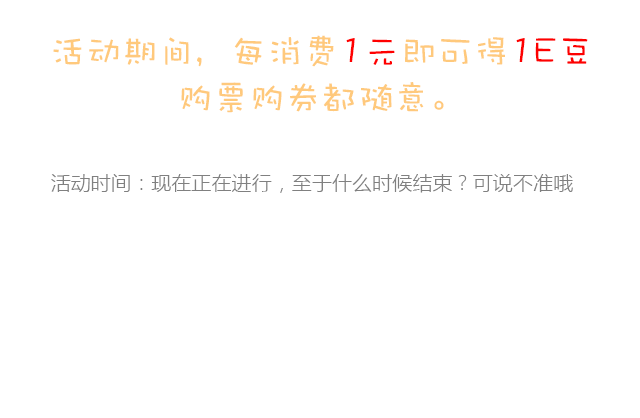 活动期间，每消费1元即可得1E豆
购票购券都随意。
活动时间：现在正在进行，至于什么时候结束？可说不准哦